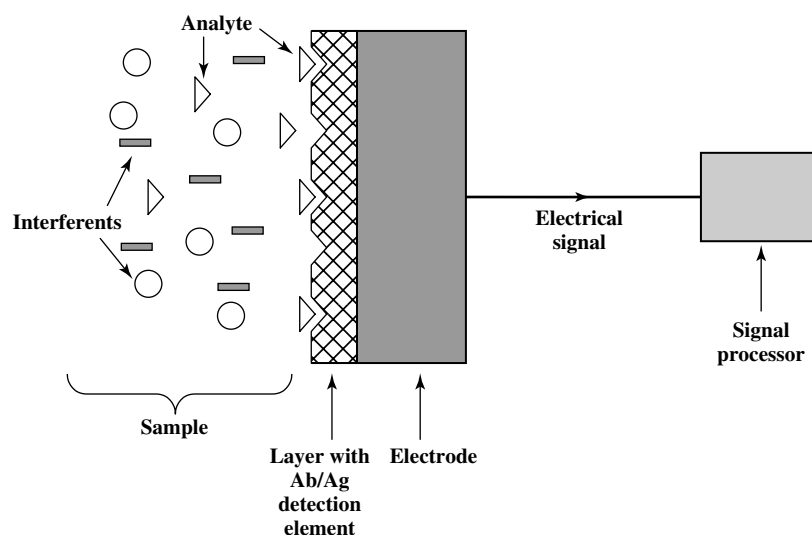 Analyte
Interferents
Electrical
signal
Signal
processor
Sample
Layer with
Ab/Ag
detection
element
Electrode